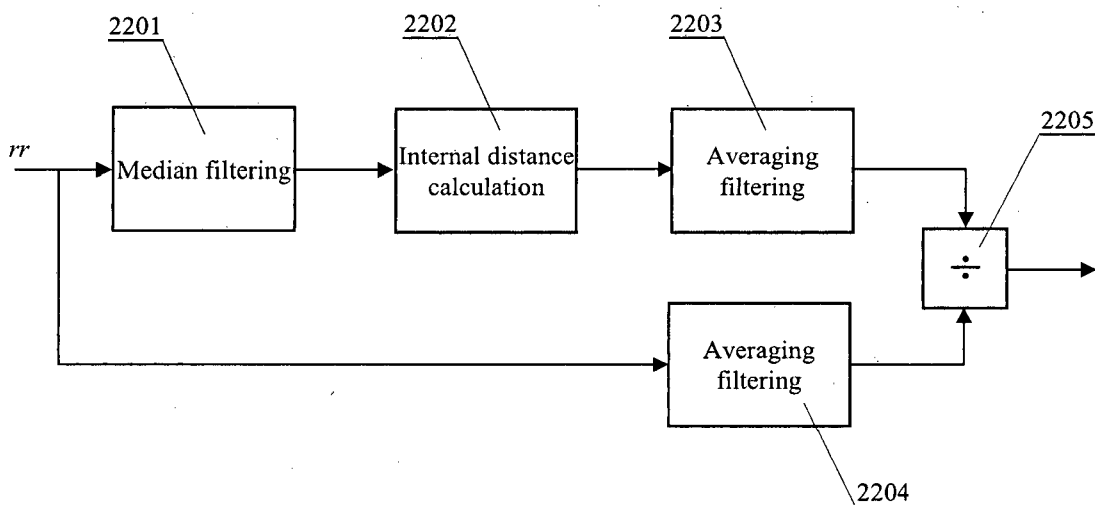 2201
2202
2203
2205
rr
Median filtering
Internal distance
calculation
Averaging
filtering
÷
Averaging
filtering
2204